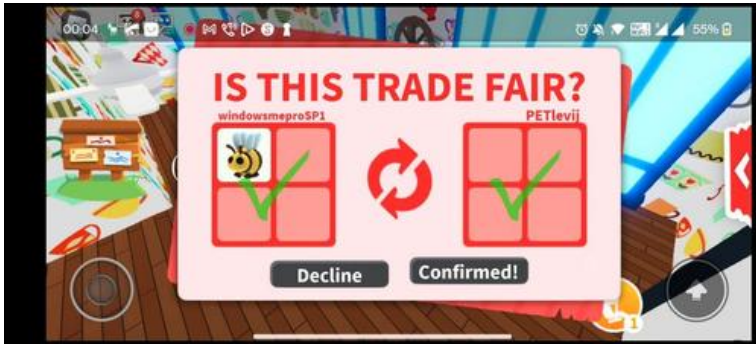 00:04 55%
IS THIS TRADE FAIR?
windowsmeproSP1 PETlevij
Decline Confirmed!
1